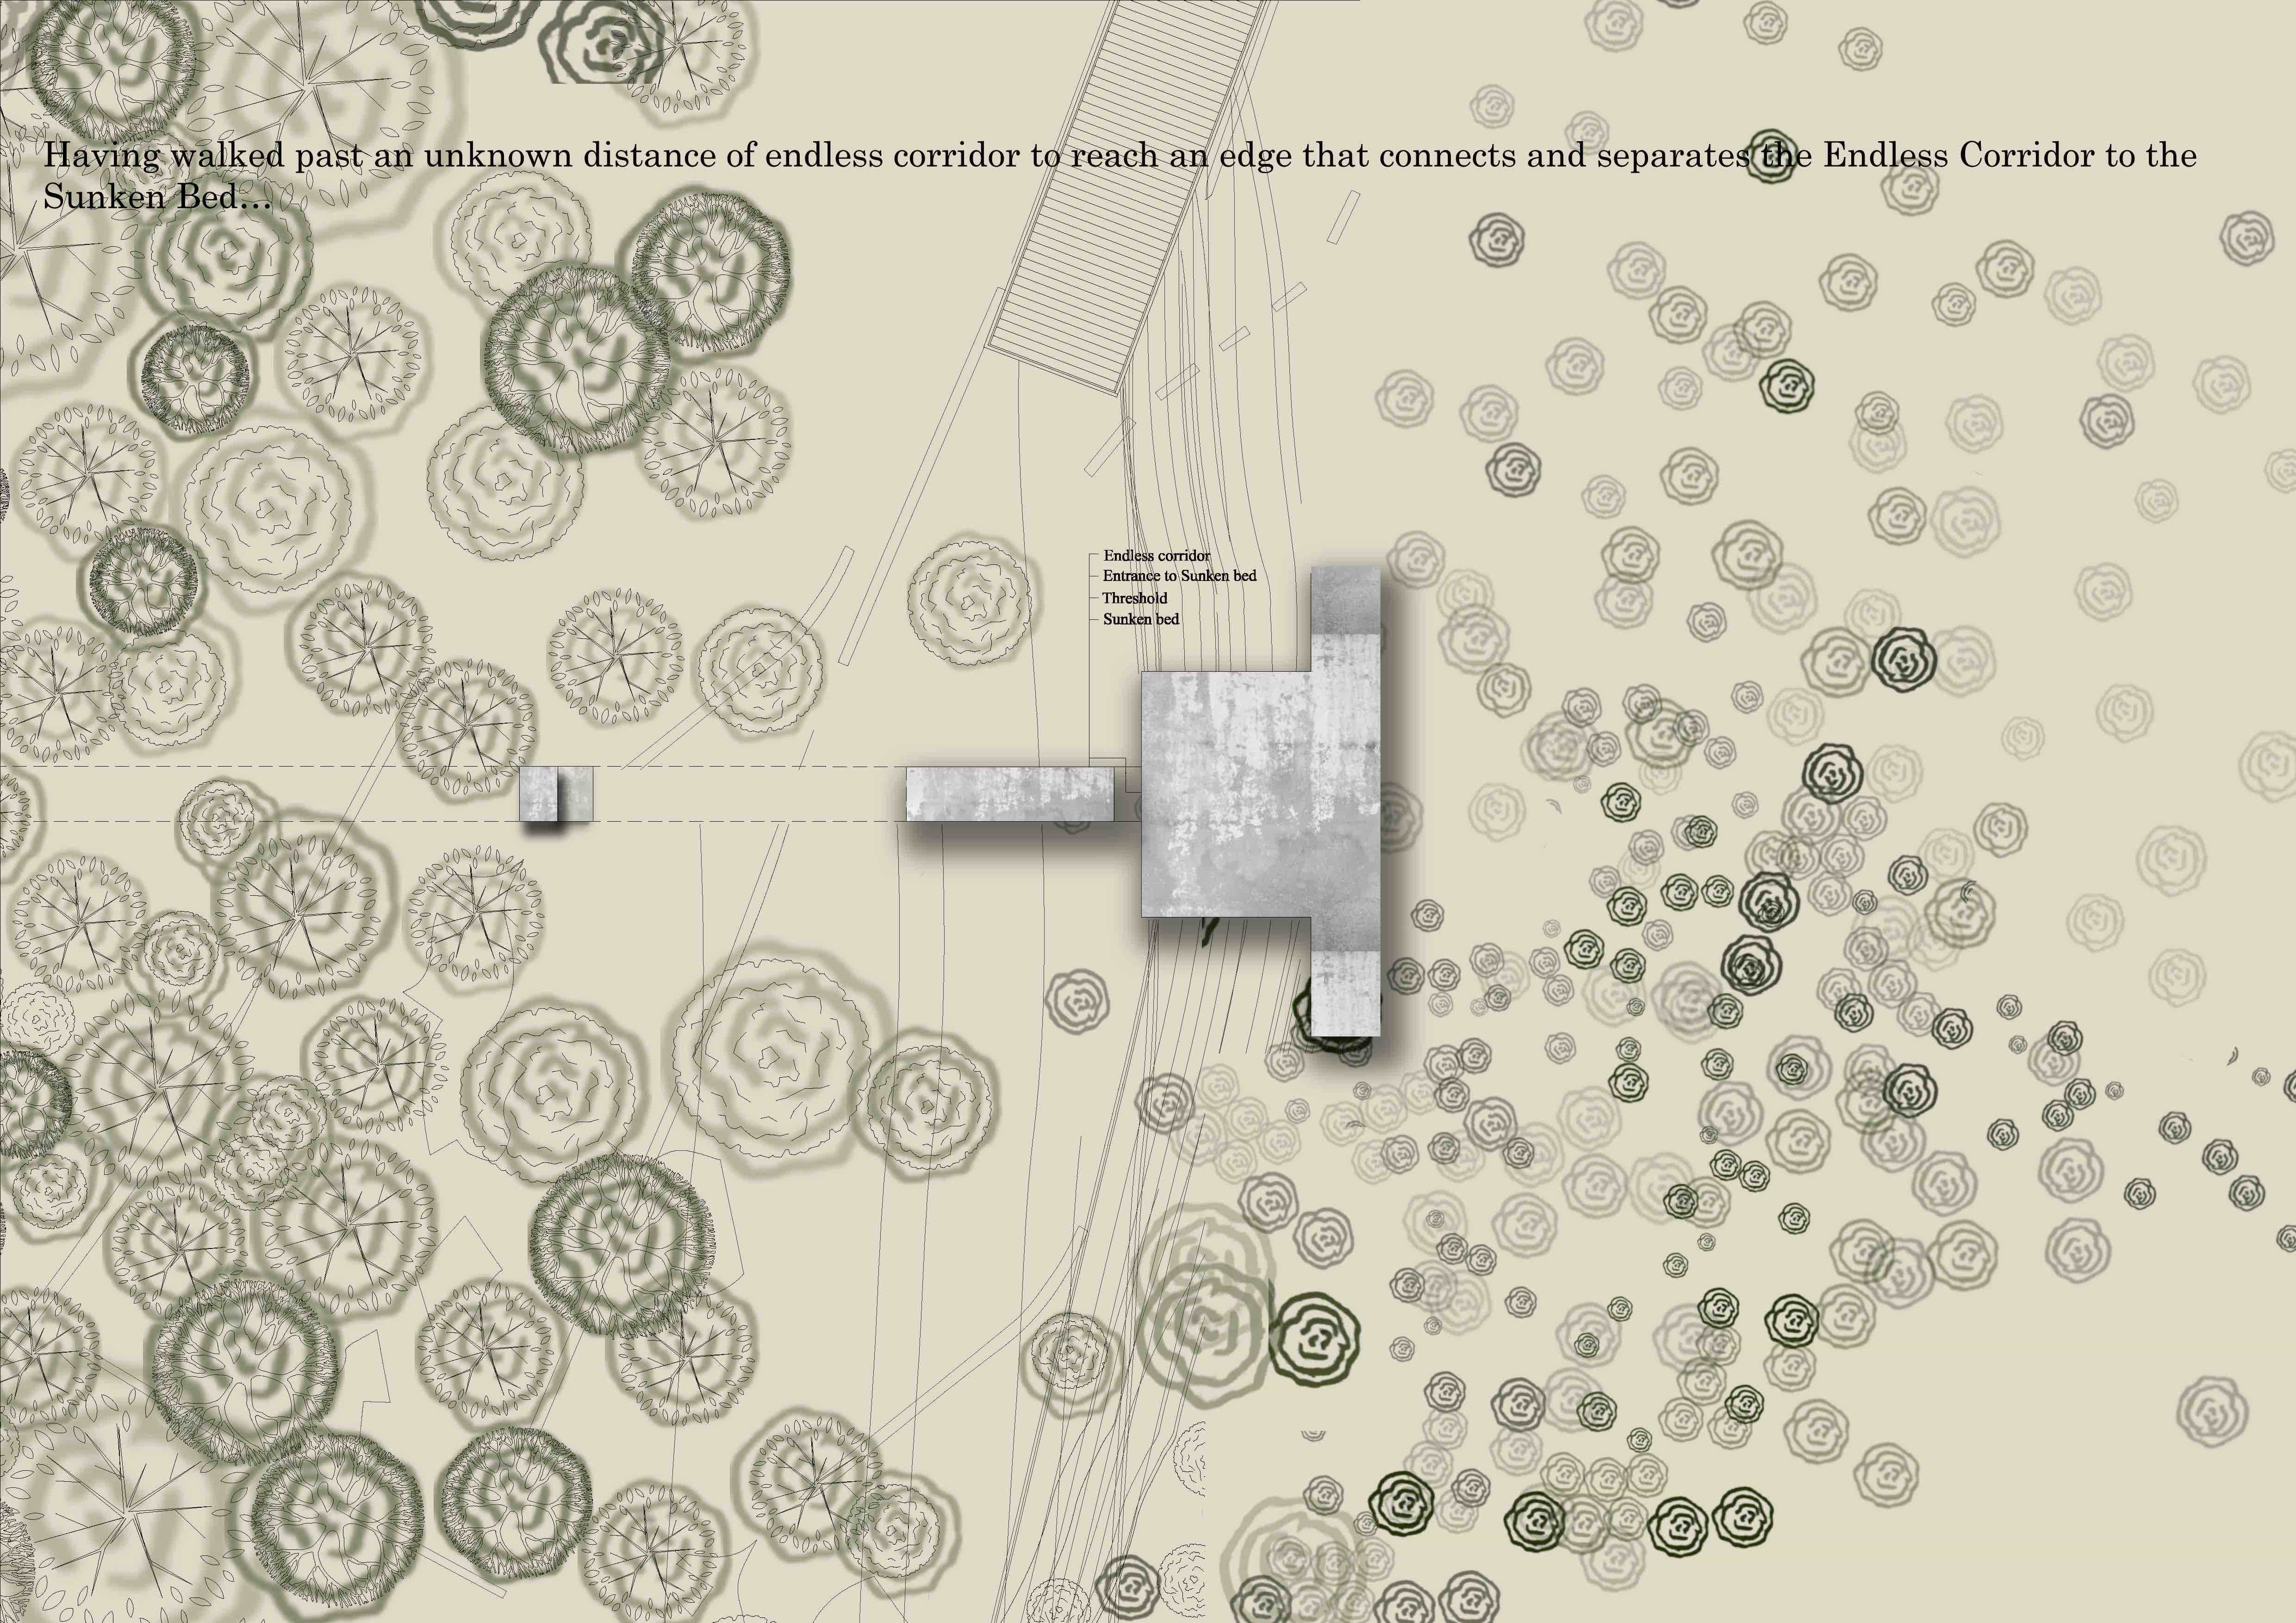 Having walked past an unknown distance of endless corridor to reach an edge that connects and separates the Endless Corridor to the
Sunken Bed...
Endless corridor
Entrance to Sunken bed
Threshold
Sunken bed